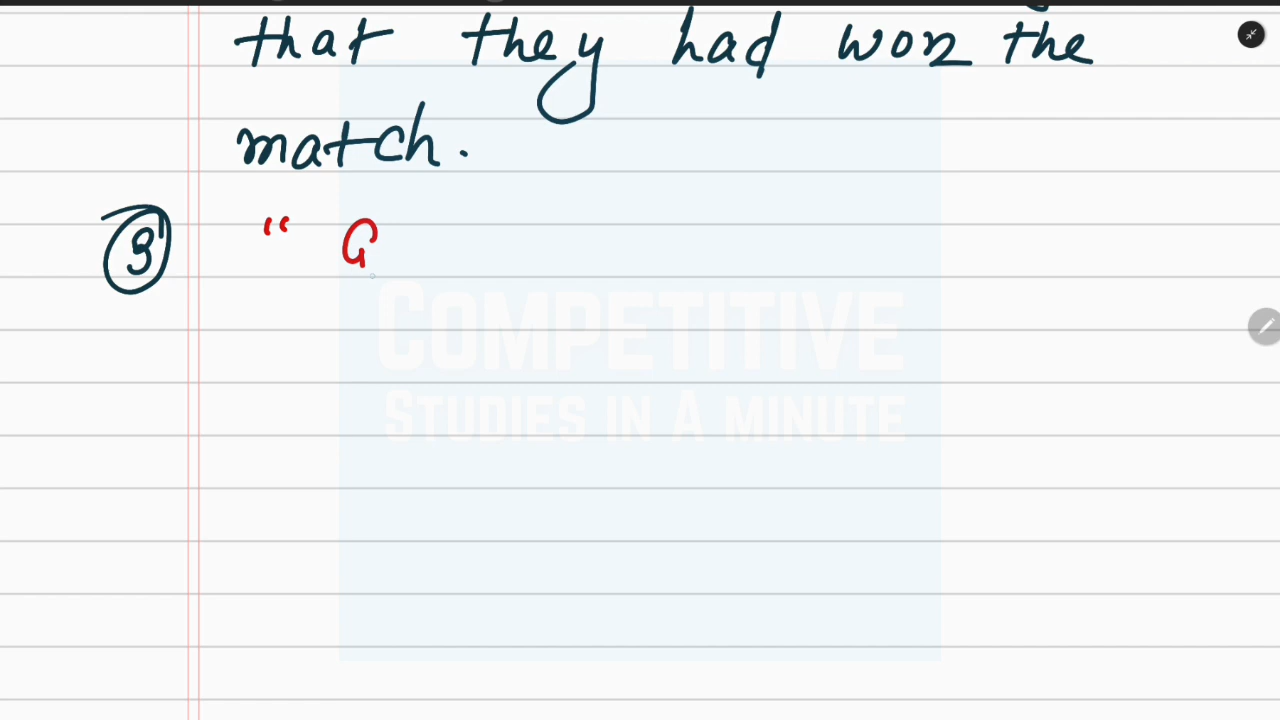 that they had won the
match.
③ " G
COMPETITIVE
STUDIES IN A MINUTE